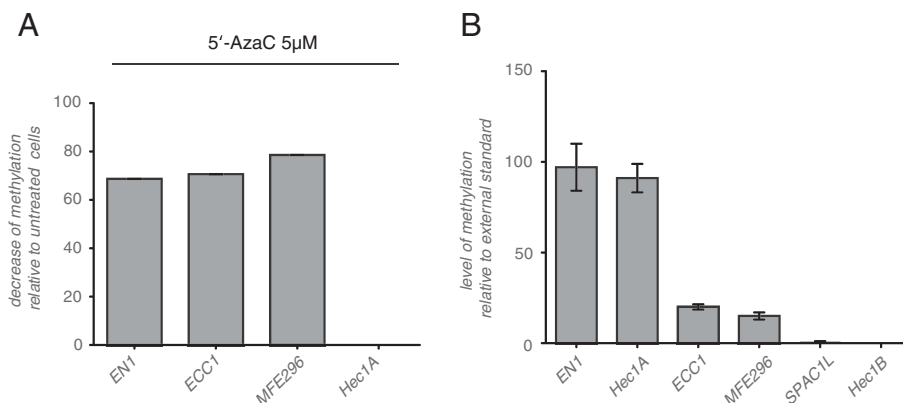 A
5′-AzaC 5µM
decrease of methylation
relative to untreated cells
100
80
60
40
20
0
EN1
ECC1
MFE296
Hec1A
B
level of methylation
relative to external standard
150
100
50
0
EN1
Hec1A
ECC1
MFE296
SPAC1L
Hec1B